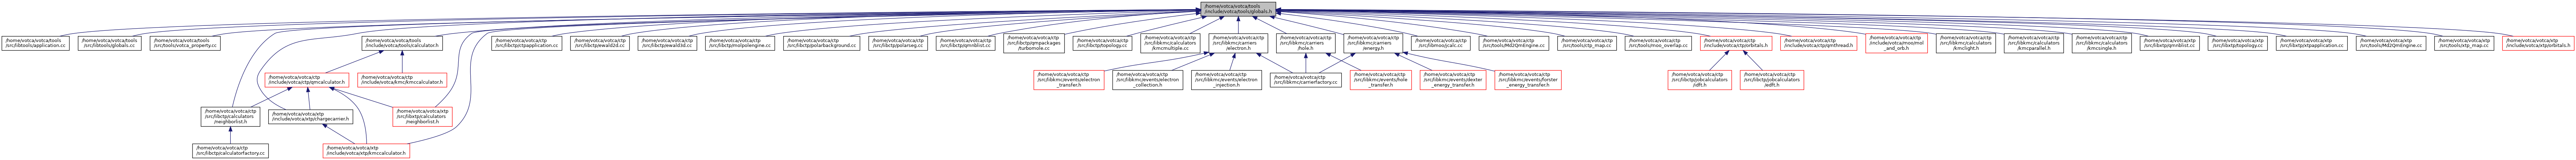 /home/votca/votca/tools
/include/votca/tools/globals.h
/home/votca/votca/tools
/src/libtools/application.cc
/home/votca/votca/tools
/src/libtools/globals.cc
/home/votca/votca/tools
/src/tools/votca_property.cc
/home/votca/votca/tools
/include/votca/tools/calculator.h
/home/votca/votca/ctp
/src/libctp/ctpapplication.cc
/home/votca/votca/ctp
/src/libctp/ewald2d.cc
/home/votca/votca/ctp
/src/libctp/ewald3d.cc
/home/votca/votca/ctp
/src/libctp/molpolengine.cc
/home/votca/votca/ctp
/src/libctp/polarbackground.cc
/home/votca/votca/ctp
/src/libctp/polarseg.cc
/home/votca/votca/ctp
/src/libctp/qmnblist.cc
/home/votca/votca/ctp
/src/libctp/qmpackages
/turbomole.cc
/home/votca/votca/ctp
/src/libctp/topology.cc
/home/votca/votca/ctp
/src/libkmc/calculators
/kmcmultiple.cc
/home/votca/votca/ctp
/src/libkmc/carriers
/electron.h
/home/votca/votca/ctp
/src/libkmc/carriers
/hole.h
/home/votca/votca/ctp
/src/libkmc/carriers
/energy.h
/home/votca/votca/ctp
/src/libmoo/jcalc.cc
/home/votca/votca/ctp
/src/tools/Md2QmEngine.cc
/home/votca/votca/ctp
/src/tools/ctp_map.cc
/home/votca/votca/ctp
/src/tools/moo_overlap.cc
/home/votca/votca/ctp
/include/votca/ctp/orbitals.h
/home/votca/votca/ctp
/include/votca/ctp/qmthread.h
/home/votca/votca/ctp
/include/votca/moo/mol
_and_orb.h
/home/votca/votca/ctp
/src/libkmc/calculators
/kmclight.h
/home/votca/votca/ctp
/src/libkmc/calculators
/kmcparallel.h
/home/votca/votca/ctp
/src/libkmc/calculators
/kmcsingle.h
/home/votca/votca/xtp
/src/libxtp/qmnblist.cc
/home/votca/votca/xtp
/src/libxtp/topology.cc
/home/votca/votca/xtp
/src/libxtp/xtpapplication.cc
/home/votca/votca/xtp
/src/tools/Md2QmEngine.cc
/home/votca/votca/xtp
/src/tools/xtp_map.cc
/home/votca/votca/xtp
/include/votca/xtp/orbitals.h
/home/votca/votca/ctp
/include/votca/ctp/qmcalculator.h
/home/votca/votca/ctp
/include/votca/kmc/kmccalculator.h
/home/votca/votca/ctp
/src/libkmc/events/electron
_transfer.h
/home/votca/votca/ctp
/src/libkmc/events/electron
_collection.h
/home/votca/votca/ctp
/src/libkmc/events/electron
_injection.h
/home/votca/votca/ctp
/src/libkmc/carrierfactory.cc
/home/votca/votca/ctp
/src/libkmc/events/hole
_transfer.h
/home/votca/votca/ctp
/src/libkmc/events/dexter
_energy_transfer.h
/home/votca/votca/ctp
/src/libkmc/events/forster
_energy_transfer.h
/home/votca/votca/ctp
/src/libctp/jobcalculators
/idft.h
/home/votca/votca/ctp
/src/libctp/jobcalculators
/edft.h
/home/votca/votca/ctp
/src/libctp/calculators
/neighborlist.h
/home/votca/votca/xtp
/include/votca/xtp/chargecarrier.h
/home/votca/votca/xtp
/src/libxtp/calculators
/neighborlist.h
/home/votca/votca/ctp
/src/libctp/calculatorfactory.cc
/home/votca/votca/xtp
/include/votca/xtp/kmccalculator.h